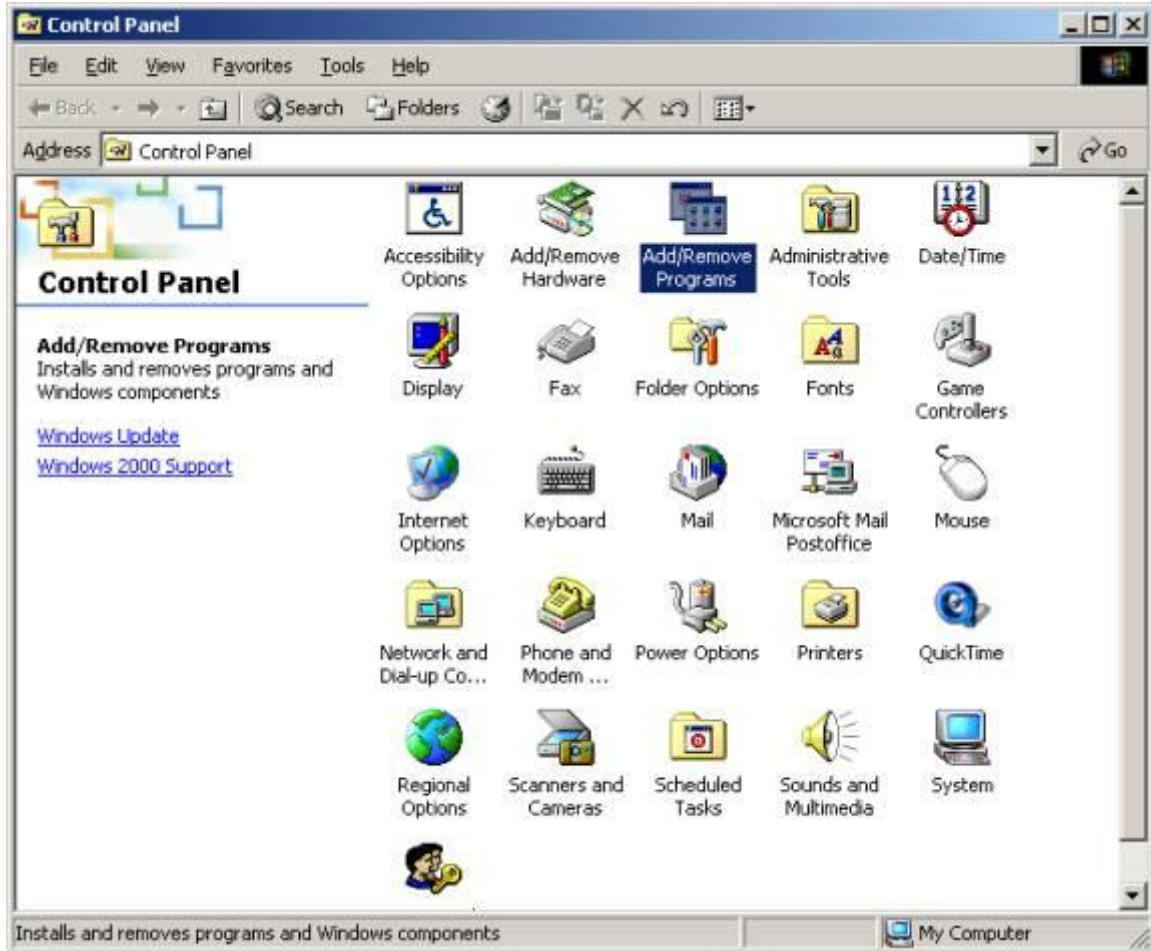 Control Panel
File Edit View Favorites Tools Help
Back Search Folders
Address Control Panel Go
Control Panel
Add/Remove Programs
Installs and removes programs and
Windows components
Windows Update
Windows 2000 Support
Accessibility
Options
Add/Remove
Hardware
Add/Remove
Programs
Administrative
Tools
Date/Time
Display
Fax
Folder Options
Fonts
Game
Controllers
Internet
Options
Keyboard
Mail
Microsoft Mail
Postoffice
Mouse
Network and
Dial-up Co...
Phone and
Modem ...
Power Options
Printers
QuickTime
Regional
Options
Scanners and
Cameras
Scheduled
Tasks
Sounds and
Multimedia
System
Installs and removes programs and Windows components
My Computer